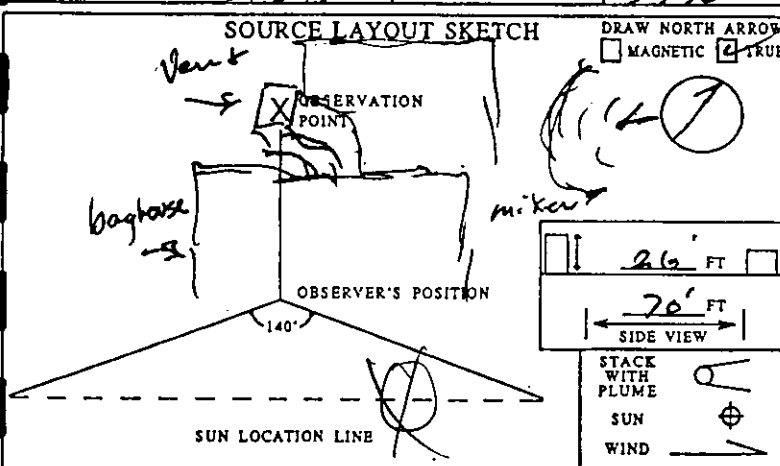 SOURCE LAYOUT SKETCH
DRAW NORTH ARROW
MAGNETIC TRUE
Vent
X OBSERVATION
POINT
baghouse
mixer
FT
OBSERVER'S POSITION
70' FT
140°
SIDE VIEW
STACK
WITH
PLUME
SUN
SUN LOCATION LINE
WIND